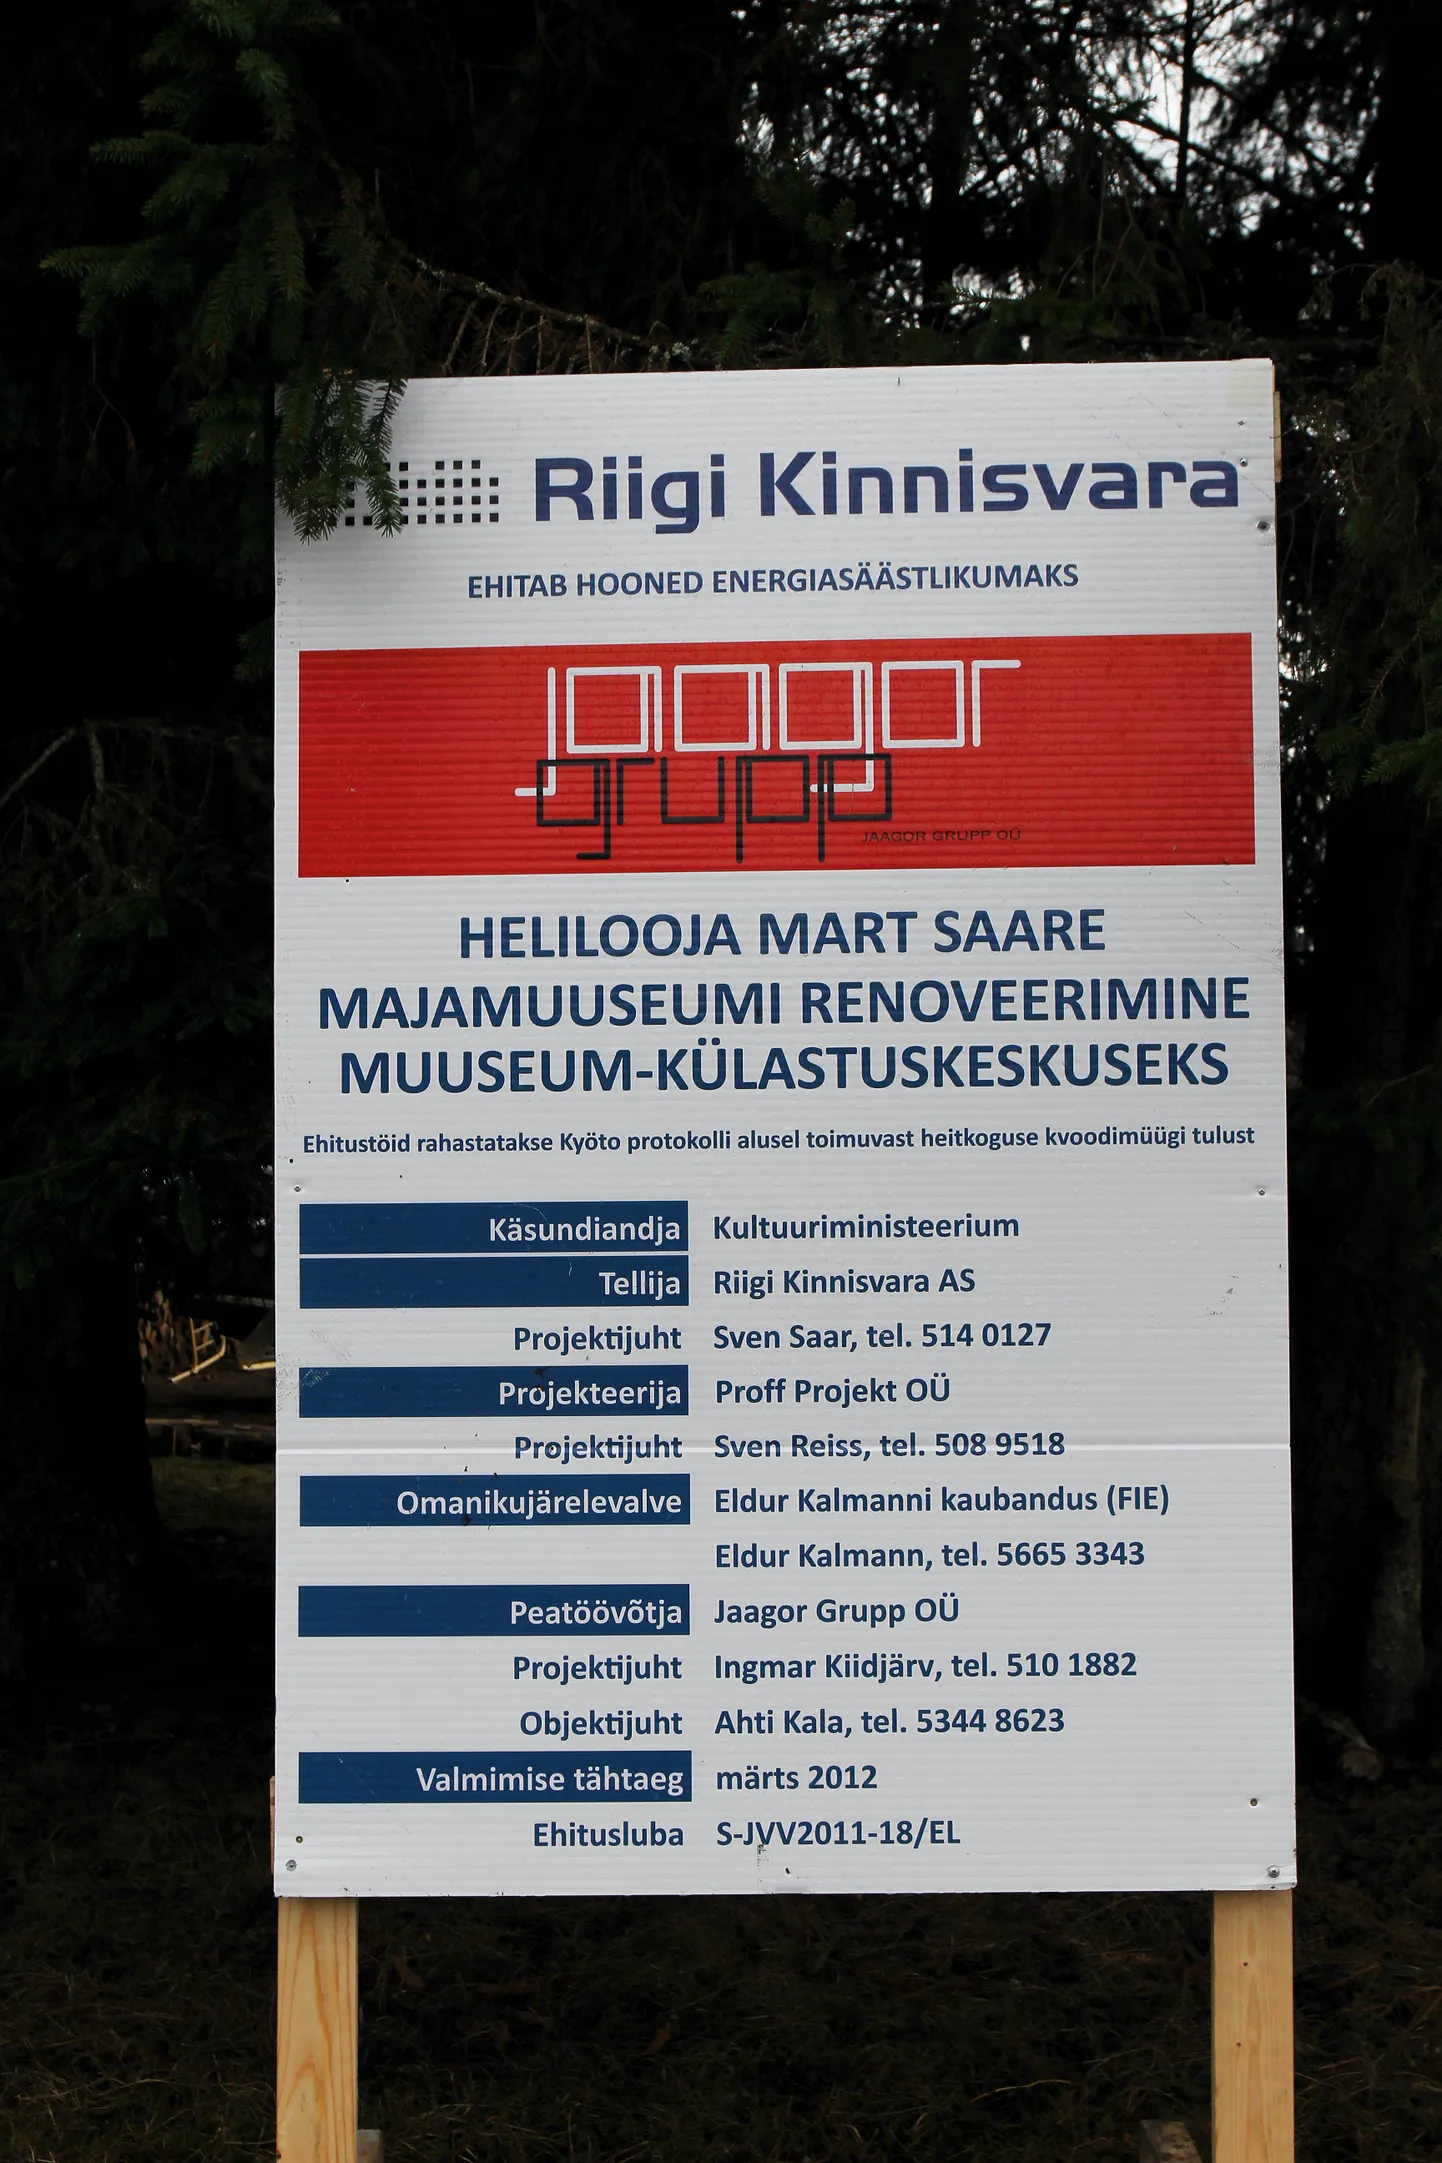 Riigi Kinnisvara
EHITAB HOONED ENERGIASÄÄSTLIKUMAKS
jaagor
grupp
JAAGOR GRUPP OÜ
HELILOOJA MART SAARE
MAJAMUUSEUMI RENOVEERIMINE
MUUSEUM-KÜLASTUSKESKUSEKS
Ehitustöid rahastatakse Kyöto protokolli alusel toimuvast heitkoguse kvoodimüügi tulust
Käsundiandja Kultuuriministeerium
Tellija Riigi Kinnisvara AS
Projektijuht Sven Saar, tel. 514 0127
Projekteerija Proff Projekt OÜ
Projektijuht Sven Reiss, tel. 508 9518
Omanikujärelevalve Eldur Kalmanni kaubandus (FIE)
Eldur Kalmann, tel. 5665 3343
Peatöövõtja Jaagor Grupp OÜ
Projektijuht Ingmar Kiidjärv, tel. 510 1882
Objektijuht Ahti Kala, tel. 5344 8623
Valmimise tähtaeg märts 2012
Ehitusluba S-JVV2011-18/EL